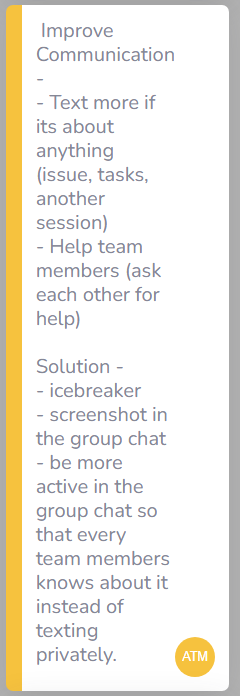 Improve
Communication
-
- Text more if
its about
anything
(issue, tasks,
another
session)
- Help team
members (ask
each other for
help)

Solution -
- icebreaker
- screenshot in
the group chat
- be more
active in the
group chat so
that every
team members
knows about it
instead of
texting
privately.
ATM